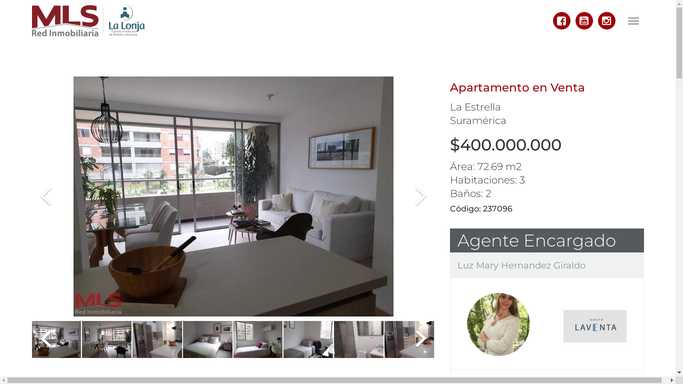 MLS
Red Inmobiliaria
La Lonja
Apartamento en Venta
La Estrella
Suramérica
$400.000.000
Área: 72.69 m2
Habitaciones: 3
Baños: 2
Código: 237096
Agente Encargado
Luz Mary Hernandez Giraldo
LAVENTA
MLS
Red Inmobiliaria